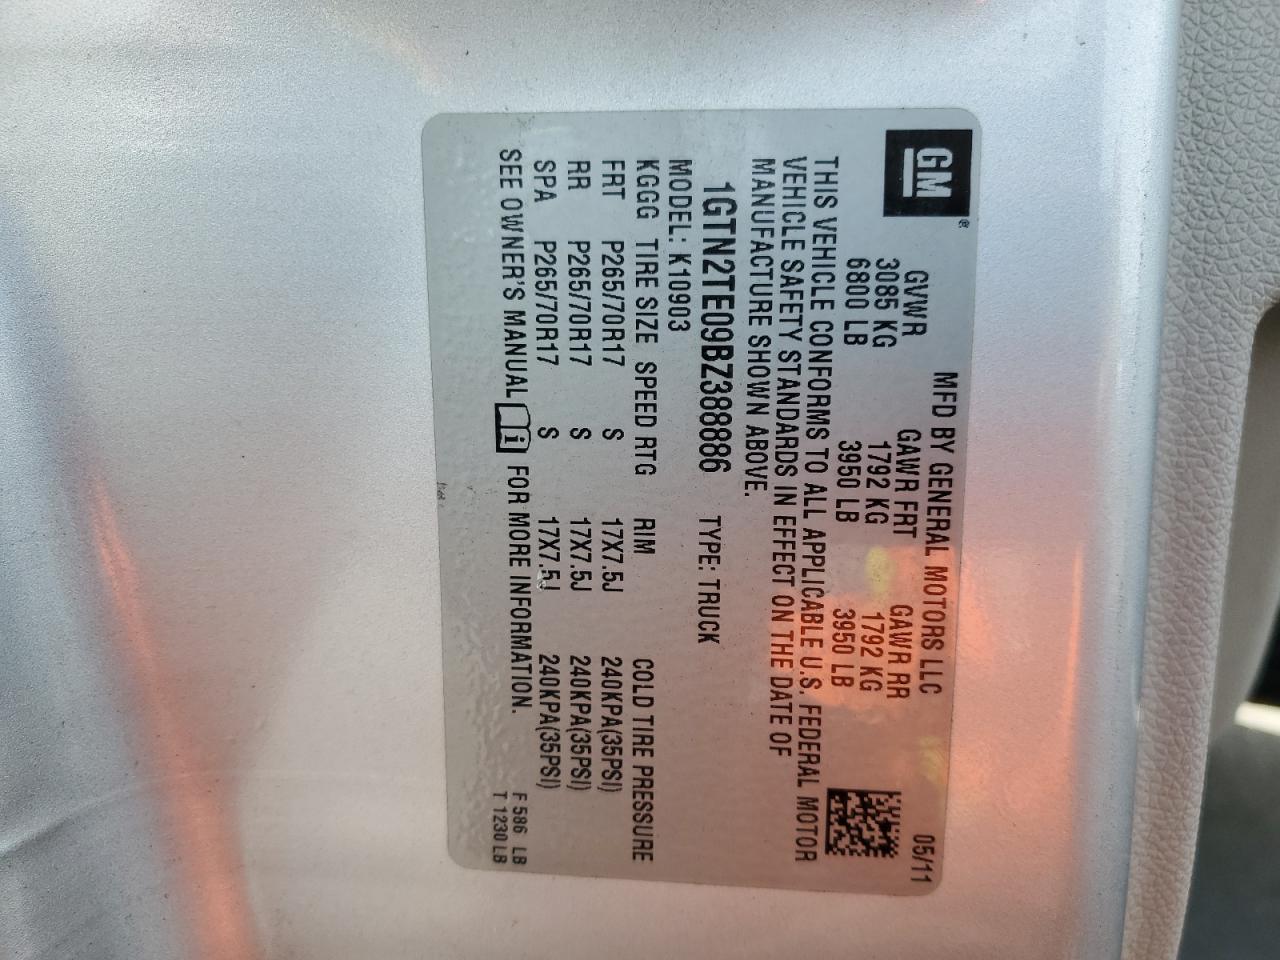 GM®
MFD BY GENERAL MOTORS LLC 05/11
GVWR GAWR FRT GAWR RR
3085 KG 1792 KG 1792 KG
6800 LB 3950 LB 3950 LB
THIS VEHICLE CONFORMS TO ALL APPLICABLE U.S. FEDERAL MOTOR
VEHICLE SAFETY STANDARDS IN EFFECT ON THE DATE OF
MANUFACTURE SHOWN ABOVE.
1GTN2TE09BZ388886 TYPE: TRUCK
MODEL: K10903
KGGG TIRE SIZE SPEED RTG RIM COLD TIRE PRESSURE
FRT P265/70R17 S 17X7.5J 240KPA(35PSI)
RR P265/70R17 S 17X7.5J 240KPA(35PSI)
SPA P265/70R17 S 17X7.5J 240KPA(35PSI)
SEE OWNER'S MANUAL i FOR MORE INFORMATION.
F 586 LB
T 1230 LB